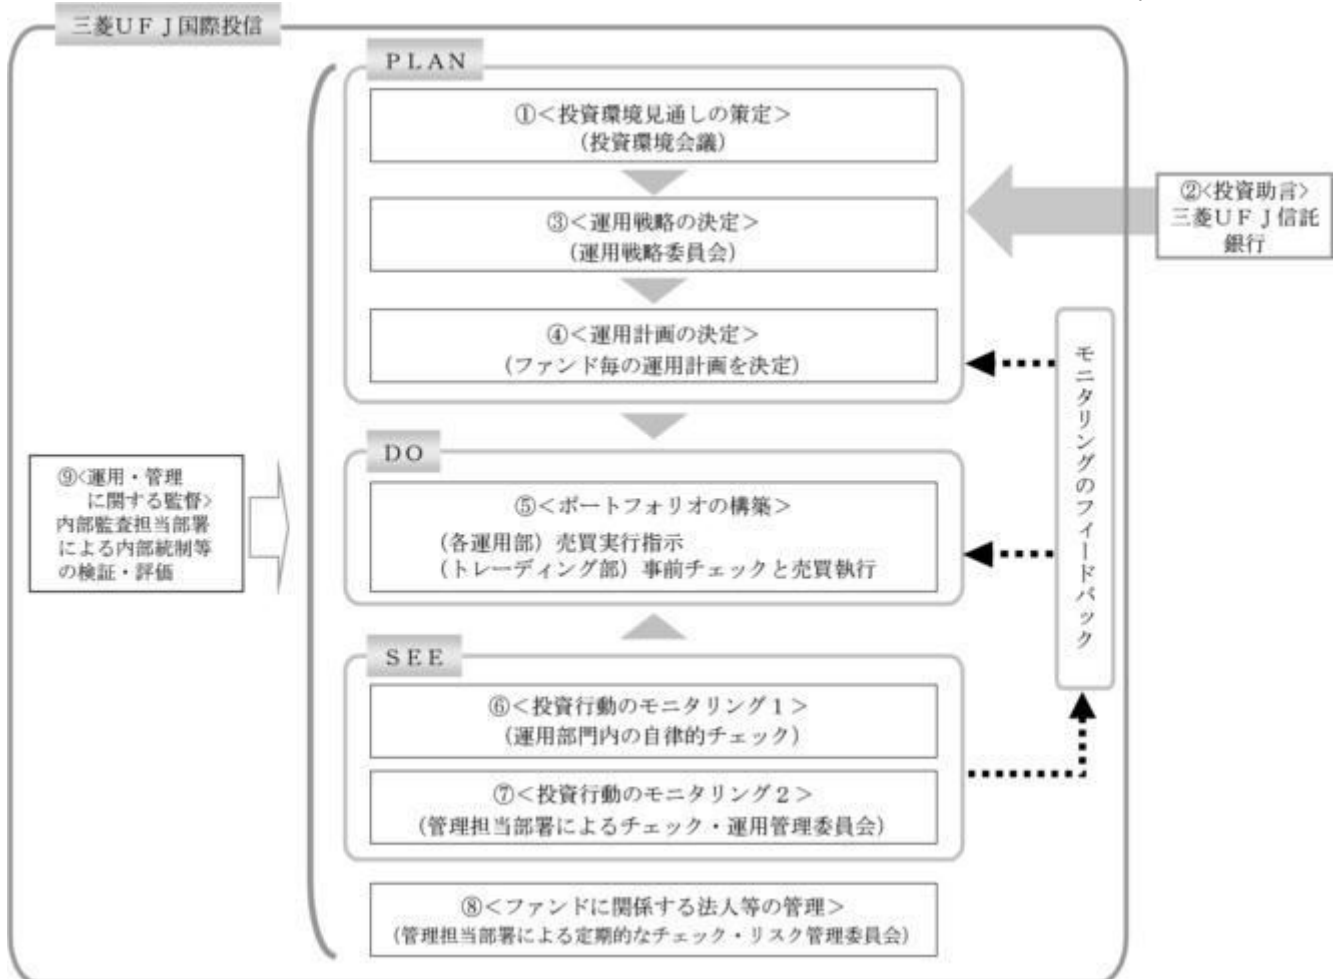 三菱ＵＦＪ国際投信
ＰＬＡＮ
①＜投資環境見通しの策定＞
（投資環境会議）
②<投資助言>
三菱ＵＦＪ信託
銀行
③＜運用戦略の決定＞
（運用戦略委員会）
④＜運用計画の決定＞
（ファンド毎の運用計画を決定）
モニタリングのフィードバック
ＤＯ
⑤＜ポートフォリオの構築＞
（各運用部）売買実行指示
（トレーディング部）事前チェックと売買執行
⑨<運用・管理
に関する監督>
内部監査担当部署
による内部統制等
の検証・評価
ＳＥＥ
⑥＜投資行動のモニタリング１＞
（運用部門内の自律的チェック）
⑦＜投資行動のモニタリング２＞
（管理担当部署によるチェック・運用管理委員会）
⑧＜ファンドに関係する法人等の管理＞
（管理担当部署による定期的なチェック・リスク管理委員会）